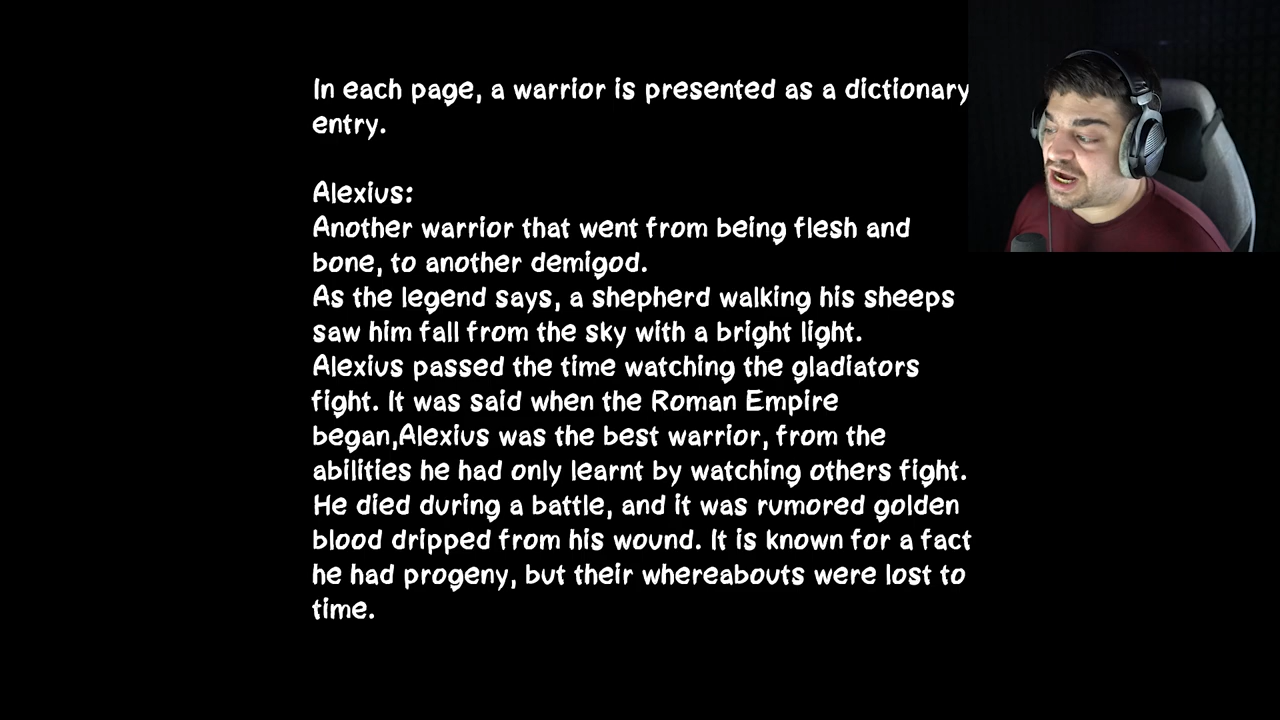 In each page, a warrior is presented as a dictionary
entry.
Alexius:
Another warrior that went from being flesh and
bone, to another demigod.
As the legend says, a shepherd walking his sheeps
saw him fall from the sky with a bright light.
Alexius passed the time watching the gladiators
fight. It was said when the Roman Empire
began,Alexius was the best warrior, from the
abilities he had only learnt by watching others fight.
He died during a battle, and it was rumored golden
blood dripped from his wound. It is known for a fact
he had progeny, but their whereabouts were lost to
time.